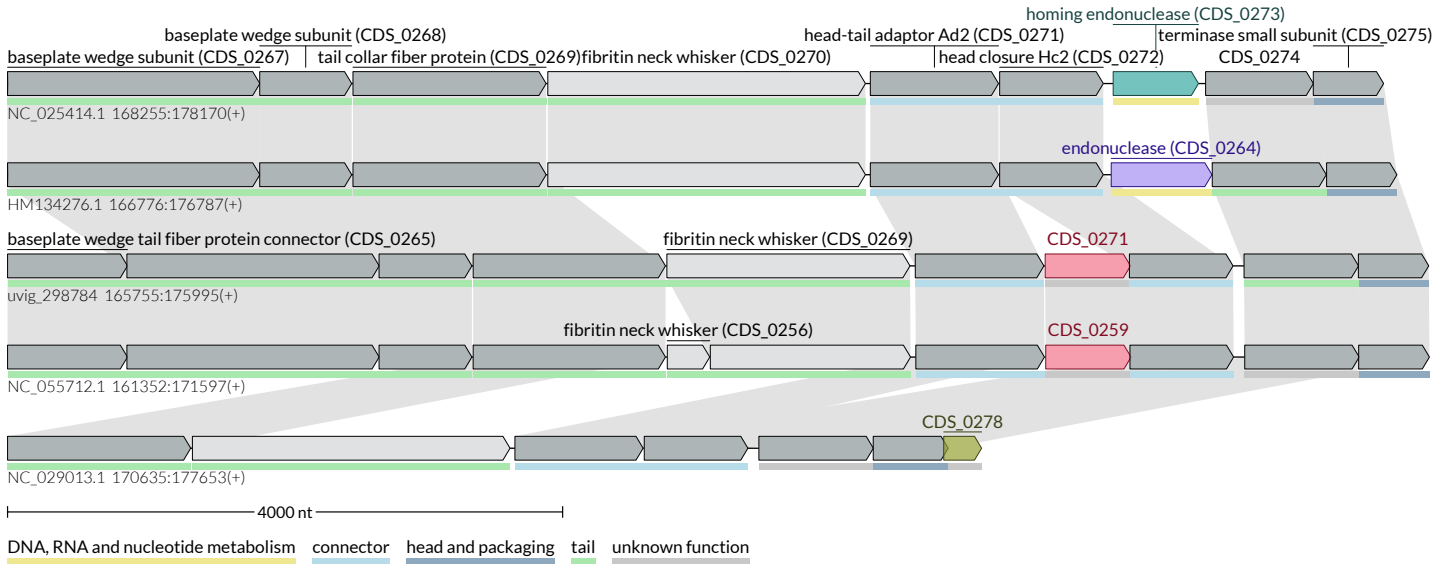 homing endonuclease (CDS_0273)
baseplate wedge subunit (CDS_0268) head-tail adaptor Ad2 (CDS_0271) terminase small subunit (CDS_0275)
baseplate wedge subunit (CDS_0267) tail collar fiber protein (CDS_0269) fibritin neck whisker (CDS_0270) head closure Hc2 (CDS_0272) CDS_0274
NC_025414.1 168255:178170(+)
endonuclease (CDS_0264)
HM134276.1 166776:176787(+)
baseplate wedge tail fiber protein connector (CDS_0265) fibritin neck whisker (CDS_0269) CDS_0271
uvig_298784 165755:175995(+)
fibritin neck whisker (CDS_0256) CDS_0259
NC_055712.1 161352:171597(+)
CDS_0278
NC_029013.1 170635:177653(+)
4000 nt
DNA, RNA and nucleotide metabolism connector head and packaging tail unknown function